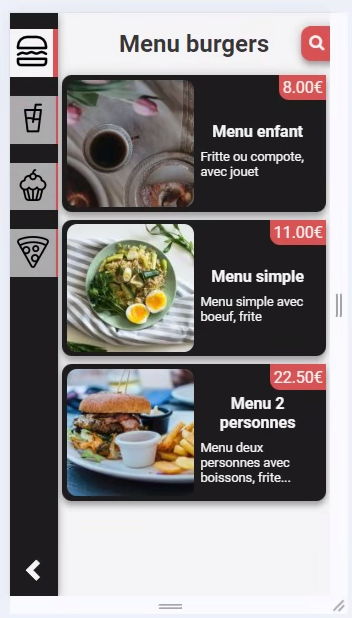 Menu burgers
8.00€
Menu enfant
Fritte ou compote,
avec jouet
11.00€
Menu simple
Menu simple avec
boeuf, frite
22.50€
Menu 2
personnes
Menu deux
personnes avec
boissons, frite...